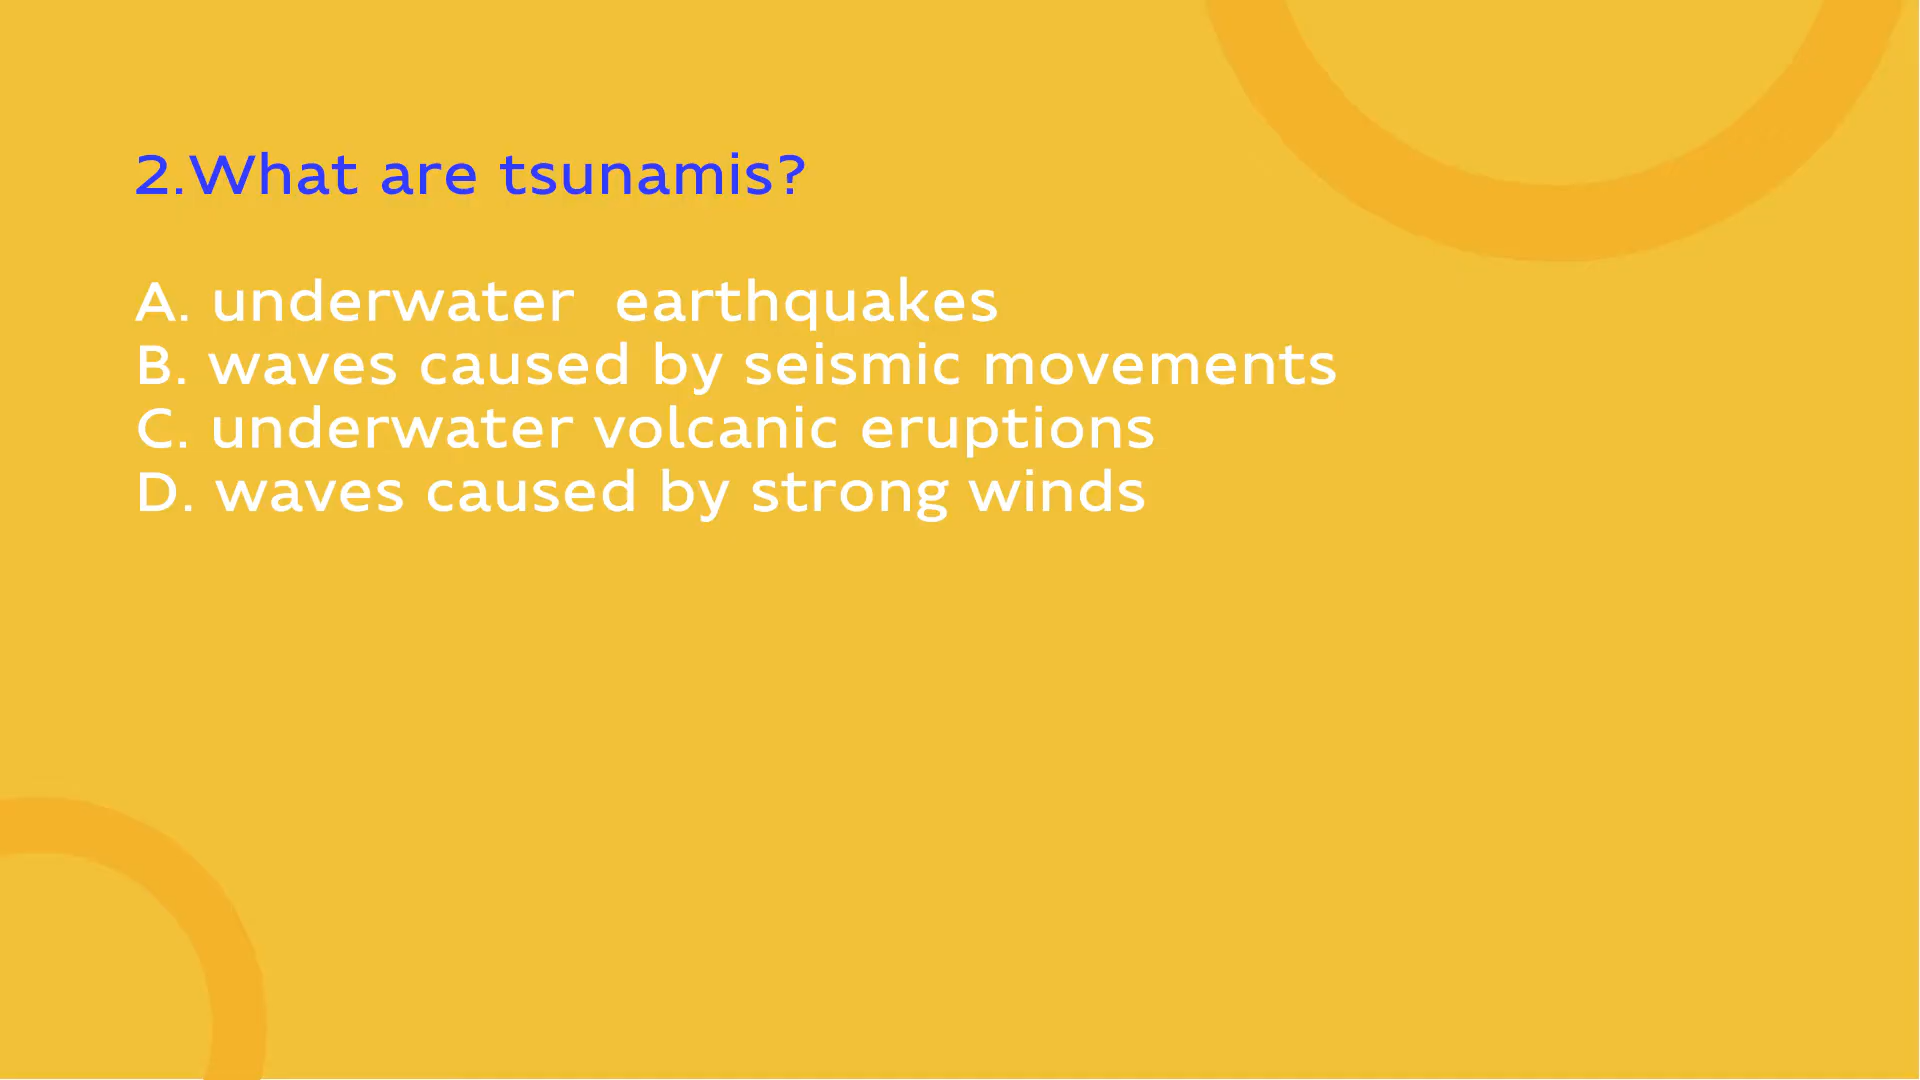 2.What are tsunamis?
A. underwater  earthquakes
B. waves caused by seismic movements
C. underwater volcanic eruptions
D. waves caused by strong winds